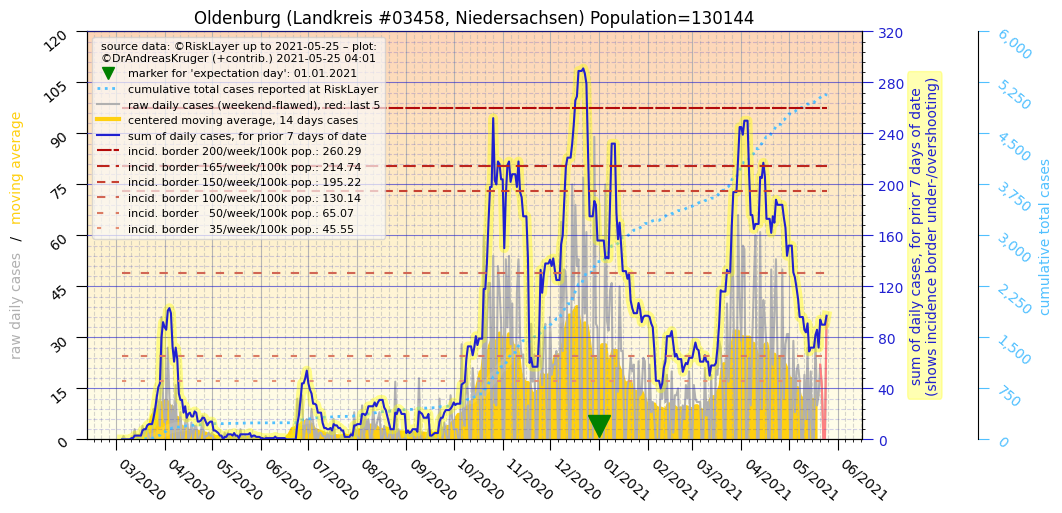 Oldenburg (Landkreis #03458, Niedersachsen) Population=130144
source data: ©RiskLayer up to 2021-05-25 – plot:
©DrAndreasKruger (+contrib.) 2021-05-25 04:01
marker for 'expectation day': 01.01.2021
cumulative total cases reported at RiskLayer
raw daily cases (weekend-flawed), red: last 5
centered moving average, 14 days cases
sum of daily cases, for prior 7 days of date
incid. border 200/week/100k pop.: 260.29
incid. border 165/week/100k pop.: 214.74
incid. border 150/week/100k pop.: 195.22
incid. border 100/week/100k pop.: 130.14
incid. border   50/week/100k pop.: 65.07
incid. border   35/week/100k pop.: 45.55
raw daily cases   /   moving average
120
105
90
75
60
45
30
15
0
03/2020
04/2020
05/2020
06/2020
07/2020
08/2020
09/2020
10/2020
11/2020
12/2020
01/2021
02/2021
03/2021
04/2021
05/2021
06/2021
320
280
240
200
160
120
80
40
0
sum of daily cases, for prior 7 days of date
(shows incidence border under-/overshooting)
6,000
5,250
4,500
3,750
3,000
2,250
1,500
750
0
cumulative total cases